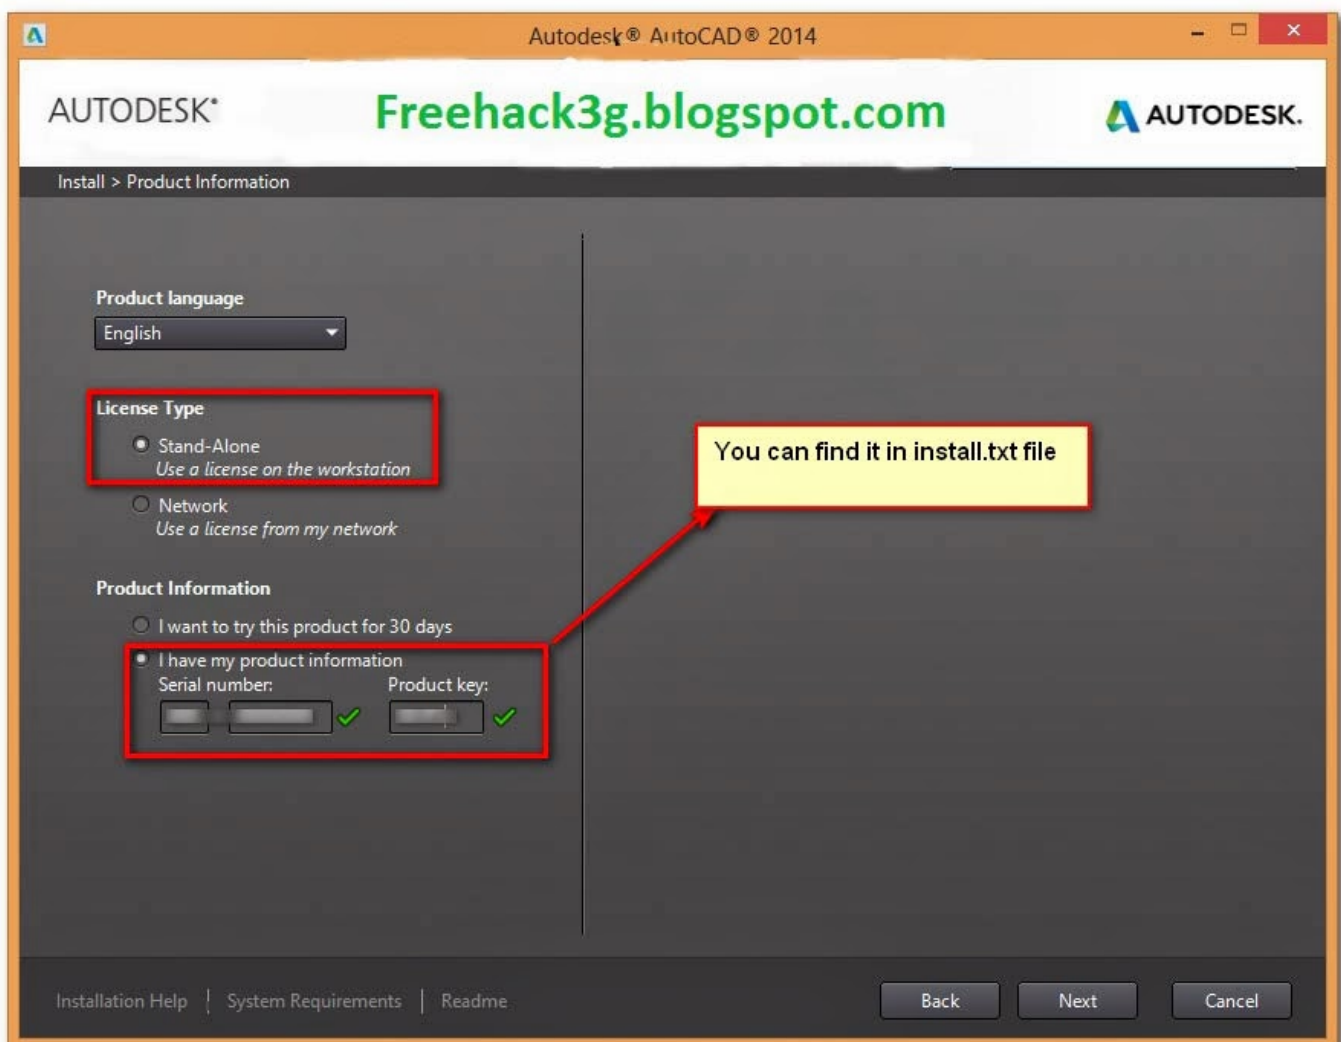 Autodesk® AutoCAD® 2014
AUTODESK®
Freehack3g.blogspot.com
AUTODESK.
Install > Product Information
Product language
English
License Type
Stand-Alone
Use a license on the workstation
Network
Use a license from my network
You can find it in install.txt file
Product Information
I want to try this product for 30 days
I have my product information
Serial number:
Product key:
Installation Help | System Requirements | Readme
Back
Next
Cancel